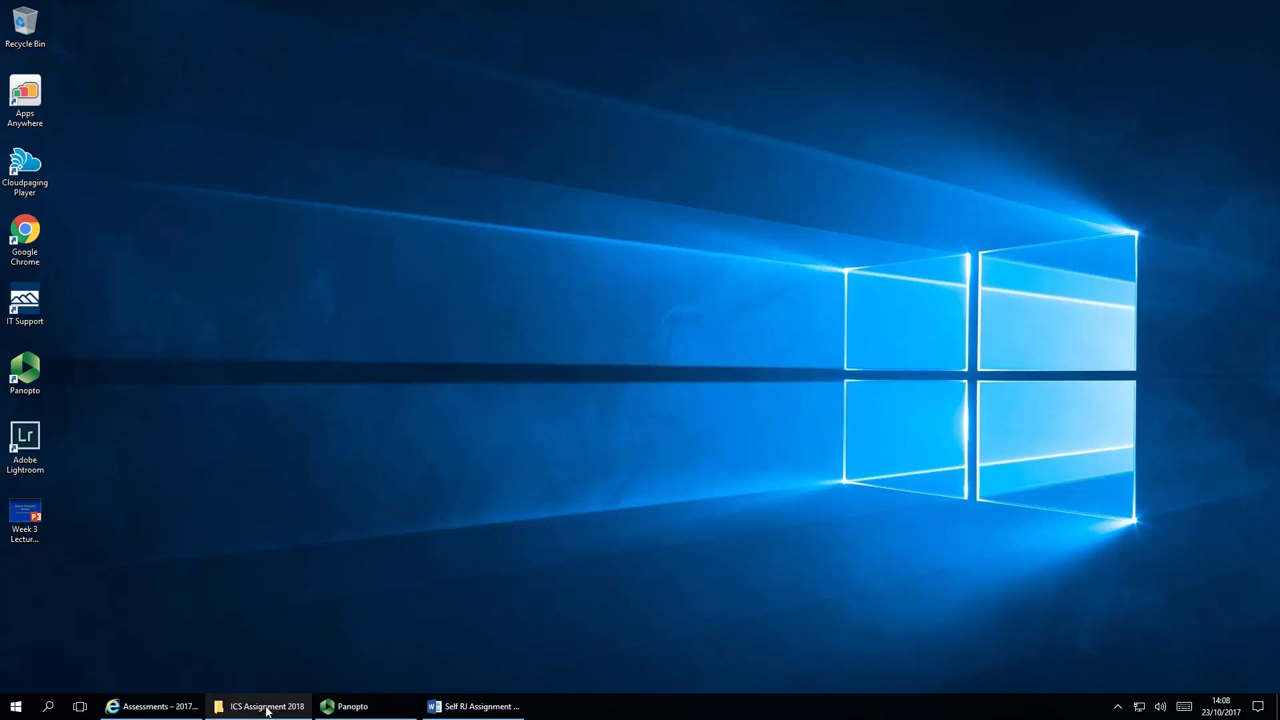 Recycle Bin
Apps
Anywhere
Cloudpaging
Player
Google
Chrome
IT Support
Panopto
Lr
Adobe
Lightroom
Week 3
Lectur...
Assessments – 2017...
ICS Assignment 2018
Panopto
Self RJ Assignment ...
14:08
23/10/2017